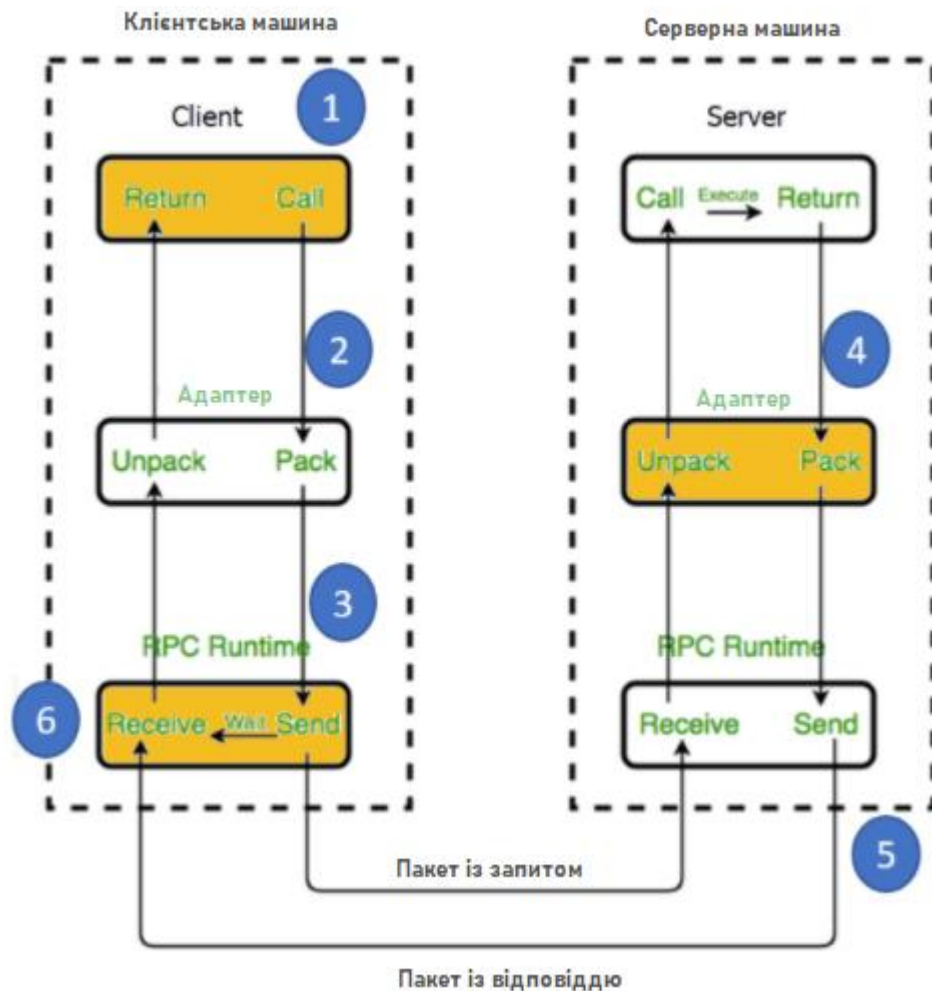 Клієнтська машина
Серверна машина
1
Client
Server
Return Call
Call Execute Return
2
4
Адаптер
Адаптер
Unpack Pack
Unpack Pack
3
RPC Runtime
RPC Runtime
6
Receive Wait Send
Receive Send
5
Пакет із запитом
Пакет із відповіддю